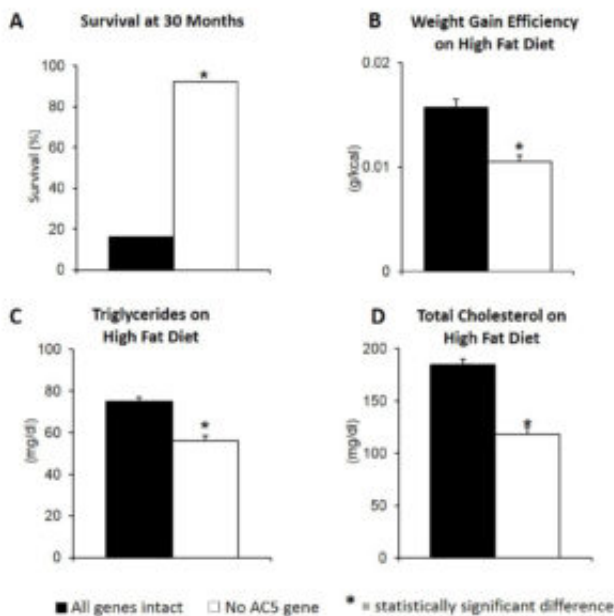 A
Survival at 30 Months
Survival (%)
100
80
60
40
20
0
*
B
Weight Gain Efficiency
on High Fat Diet
(g/kcal)
0.02
0.01
0
*
C
Triglycerides on
High Fat Diet
(mg/dl)
100
80
60
40
20
0
*
D
Total Cholesterol on
High Fat Diet
(mg/dl)
200
150
100
50
0
*
All genes intact
No AC5 gene
* = statistically significant difference